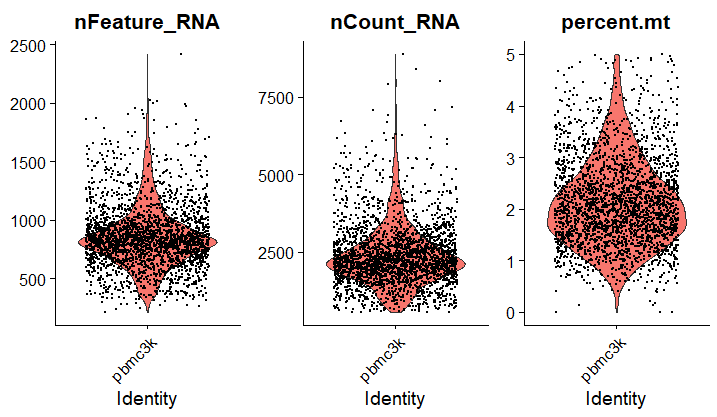 nFeature_RNA
2500
2000
1500
1000
500
pbmc3k
Identity
nCount_RNA
7500
5000
2500
pbmc3k
Identity
percent.mt
5
4
3
2
1
0
pbmc3k
Identity